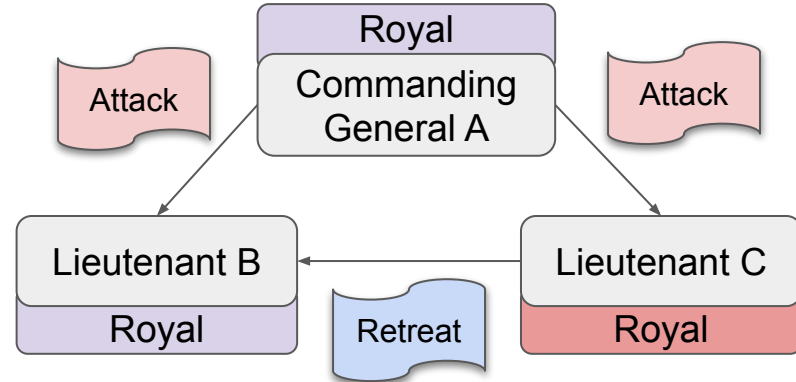 Royal
Attack
Commanding
General A
Attack
Lieutenant B
Lieutenant C
Royal
Retreat
Royal